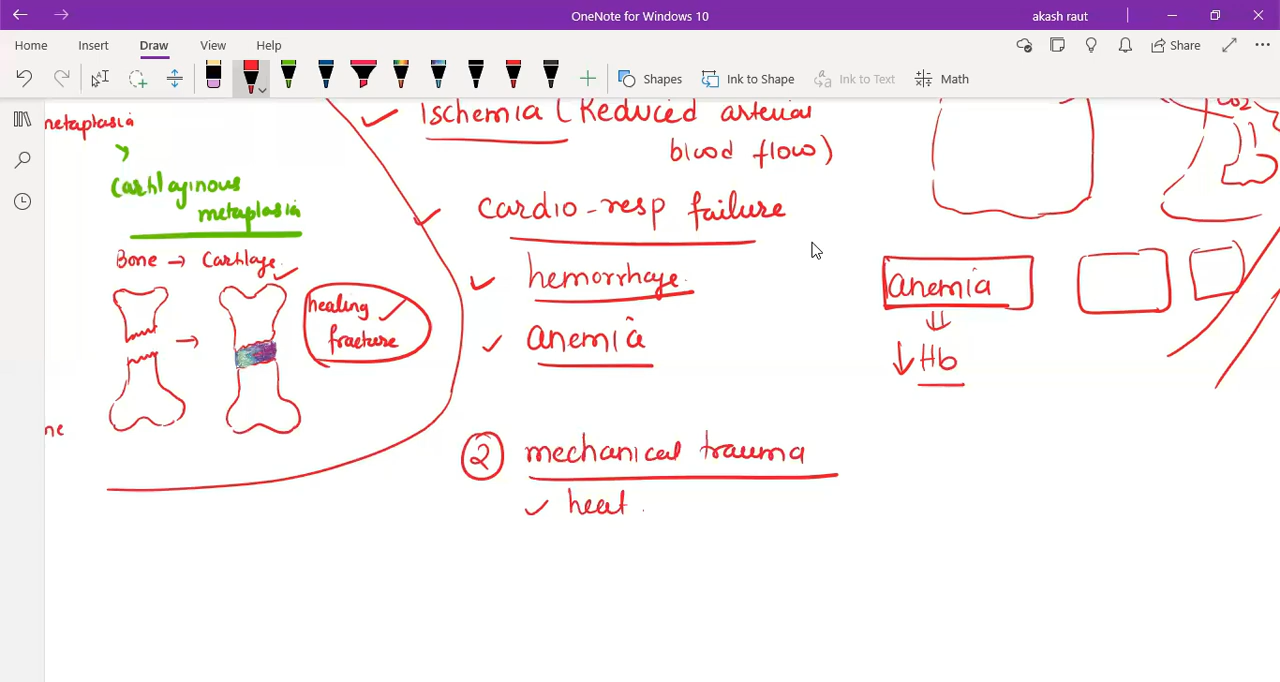 OneNote for Windows 10
akash raut
Home
Insert
Draw
View
Help
Share
Shapes
Ink to Shape
Ink to Text
Math
metaplasia
Cartilaginous
metaplasia
Bone → Cartilage
healing
fracture
ne
✓ Ischemia (Reduced arterial
blood flow)
✓ cardio-resp failure
✓ hemorrhage
✓ anemia
② mechanical trauma
✓ heat
CO2
anemia
⇓
↓ Hb